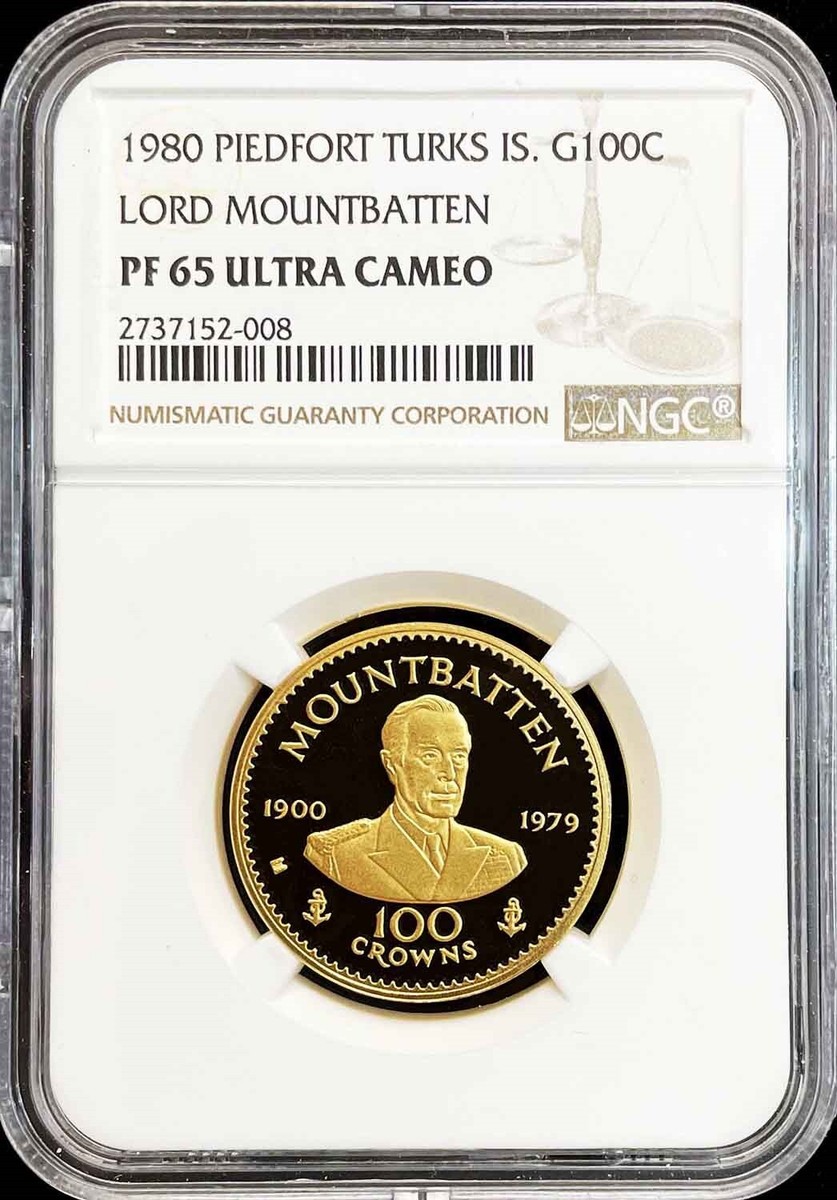 1980 PIEDFORT TURKS IS. G100C
LORD MOUNTBATTEN
PF 65 ULTRA CAMEO
2737152-008
NUMISMATIC GUARANTY CORPORATION
NGC®
MOUNTBATTEN
1900 1979
100
CROWNS